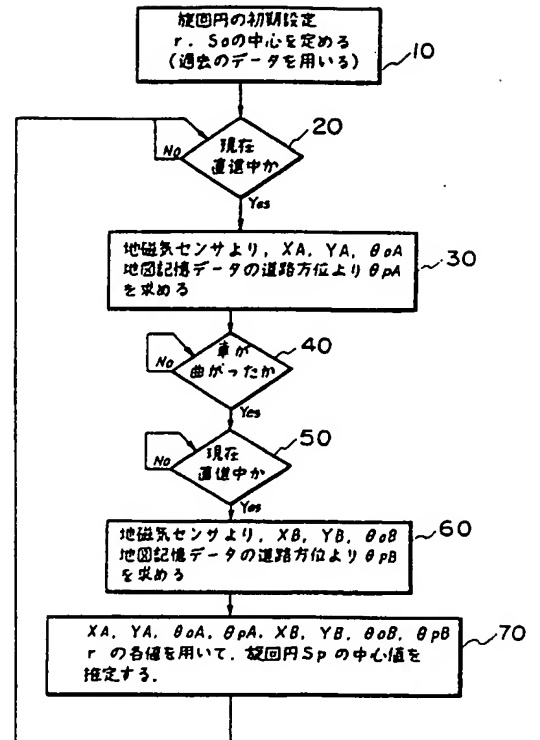 旋回円の初期設定
r．Soの中心を定める
(過去のデータを用いる)
10
20
現在
直進中か
No
Yes
地磁気センサより，XA，YA，θoA
地図記憶データの道路方位よりθpA
を求める
30
40
車が
曲がったか
No
Yes
50
現在
直進中か
No
Yes
地磁気センサより，XB，YB，θoB
地図記憶データの道路方位よりθpB
を求める
60
XA，YA，θoA，θpA，XB，YB，θoB，θpB
rの各値を用いて．旋回円Spの中心値を
推定する．
70